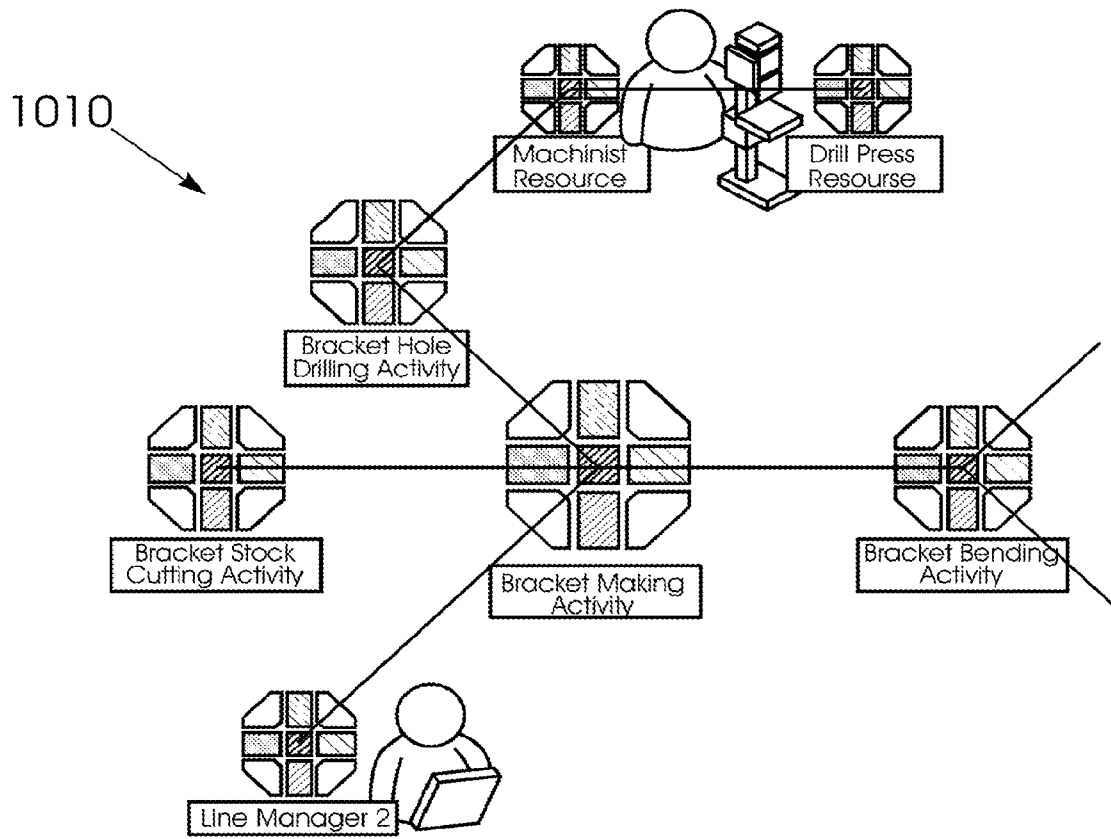 1010
Machinist
Resource
Drill Press
Resourse
Bracket Hole
Drilling Activity
Bracket Stock
Cutting Activity
Bracket Making
Activity
Bracket Bending
Activity
Line Manager 2